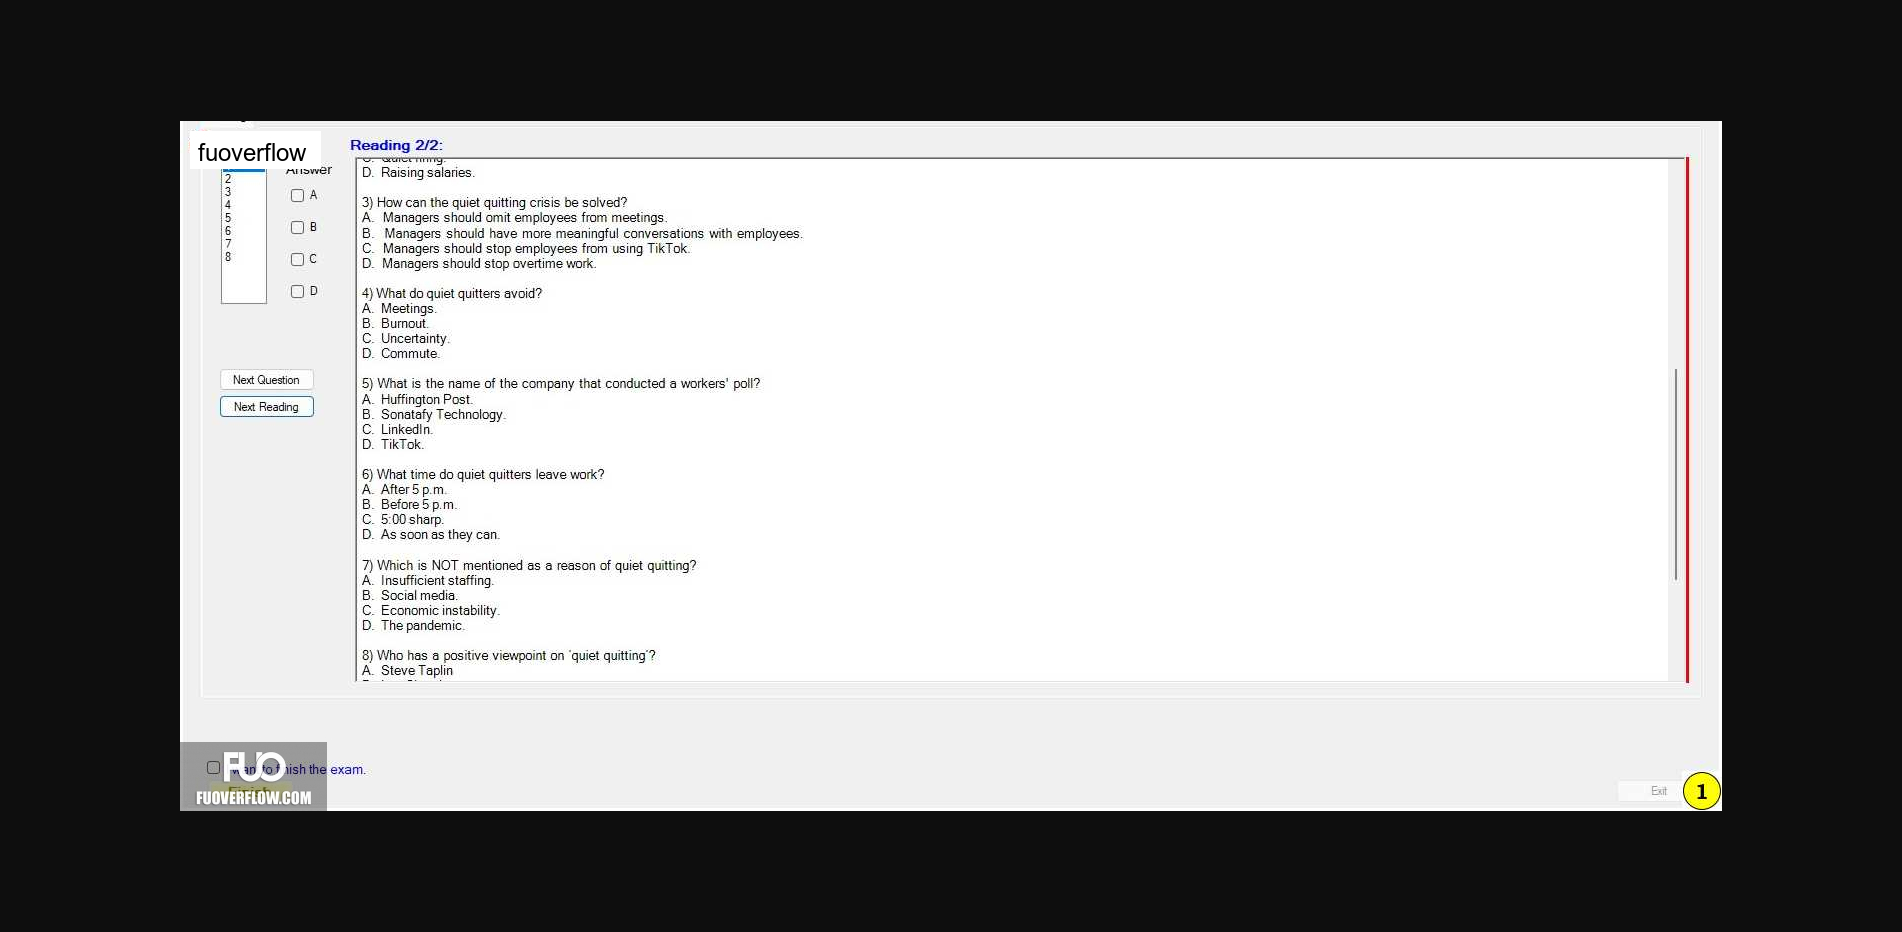 fuoverflow
Reading 2/2:
Answer
2
3
4
5
6
7
8
A
B
C
D
Next Question
Next Reading
C. Quiet firing.
D. Raising salaries.
3) How can the quiet quitting crisis be solved?
A. Managers should omit employees from meetings.
B. Managers should have more meaningful conversations with employees.
C. Managers should stop employees from using TikTok.
D. Managers should stop overtime work.
4) What do quiet quitters avoid?
A. Meetings.
B. Burnout.
C. Uncertainty.
D. Commute.
5) What is the name of the company that conducted a workers' poll?
A. Huffington Post.
B. Sonatafy Technology.
C. LinkedIn.
D. TikTok.
6) What time do quiet quitters leave work?
A. After 5 p.m.
B. Before 5 p.m.
C. 5:00 sharp.
D. As soon as they can.
7) Which is NOT mentioned as a reason of quiet quitting?
A. Insufficient staffing.
B. Social media.
C. Economic instability.
D. The pandemic.
8) Who has a positive viewpoint on 'quiet quitting'?
A. Steve Taplin
I want to finish the exam.
FUO
Finish
FUOVERFLOW.COM
Exit
1